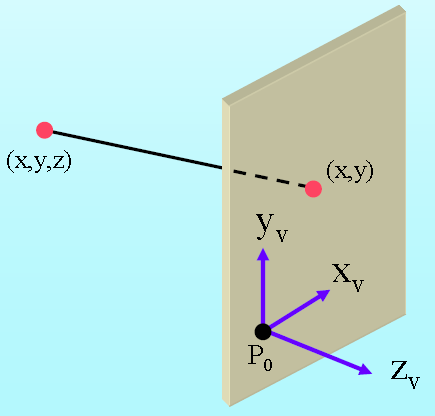 (x,y,z)
(x,y)
y_v
x_v
P_0
z_v